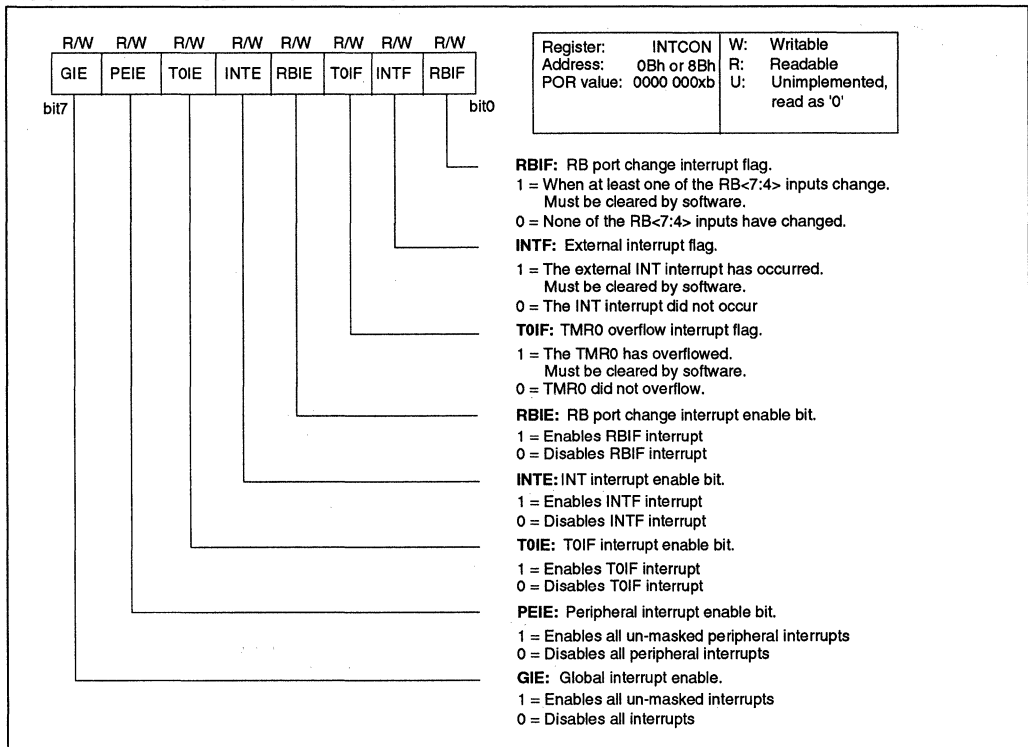 R/W R/W R/W R/W R/W R/W R/W R/W
GIE PEIE T0IE INTE RBIE T0IF INTF RBIF
bit7 bit0
Register: INTCON
Address: 0Bh or 8Bh
POR value: 0000 000xb
W: Writable
R: Readable
U: Unimplemented,
read as '0'
RBIF: RB port change interrupt flag.
1 = When at least one of the RB<7:4> inputs change.
Must be cleared by software.
0 = None of the RB<7:4> inputs have changed.
INTF: External interrupt flag.
1 = The external INT interrupt has occurred.
Must be cleared by software.
0 = The INT interrupt did not occur
T0IF: TMR0 overflow interrupt flag.
1 = The TMR0 has overflowed.
Must be cleared by software.
0 = TMR0 did not overflow.
RBIE: RB port change interrupt enable bit.
1 = Enables RBIF interrupt
0 = Disables RBIF interrupt
INTE: INT interrupt enable bit.
1 = Enables INTF interrupt
0 = Disables INTF interrupt
T0IE: T0IF interrupt enable bit.
1 = Enables T0IF interrupt
0 = Disables T0IF interrupt
PEIE: Peripheral interrupt enable bit.
1 = Enables all un-masked peripheral interrupts
0 = Disables all peripheral interrupts
GIE: Global interrupt enable.
1 = Enables all un-masked interrupts
0 = Disables all interrupts